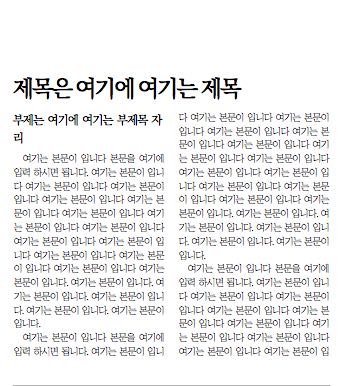 제목은 여기에 여기는 제목
부제는 여기에 여기는 부제목 자
리
여기는 본문이 입니다 본문을 여기에
입력 하시면 됩니다. 여기는 본문이 입니
다 여기는 본문이 입니다 여기는 본문이
입니다 여기는 본문이 입니다 여기는 본
문이 입니다 여기는 본문이 입니다 여기
는 본문이 입니다. 여기는 본문이 입니다
여기는 본문이 입니다 여기는 본문이 입
니다 여기는 본문이 입니다 여기는 본문
이 입니다 여기는 본문이 입니다 여기는
본문이 입니다. 여기는 본문이 입니다. 여
기는 본문이 입니다. 여기는 본문이 입니
다. 여기는 본문이 입니다. 여기는 본문이
입니다.
여기는 본문이 입니다 본문을 여기에
입력 하시면 됩니다. 여기는 본문이 입니
다 여기는 본문이 입니다 여기는 본문이
입니다 여기는 본문이 입니다 여기는 본
문이 입니다 여기는 본문이 입니다 여기
는 본문이 입니다. 여기는 본문이 입니다
여기는 본문이 입니다 여기는 본문이 입
니다 여기는 본문이 입니다 여기는 본문
이 입니다 여기는 본문이 입니다 여기는
본문이 입니다. 여기는 본문이 입니다. 여
기는 본문이 입니다. 여기는 본문이 입니
다. 여기는 본문이 입니다. 여기는 본문이
입니다.
여기는 본문이 입니다 본문을 여기에
입력 하시면 됩니다. 여기는 본문이 입니
다 여기는 본문이 입니다 여기는 본문이
입니다 여기는 본문이 입니다 여기는 본
문이 입니다 여기는 본문이 입니다 여기
는 본문이 입니다. 여기는 본문이 입니다
여기는 본문이 입니다 여기는 본문이 입